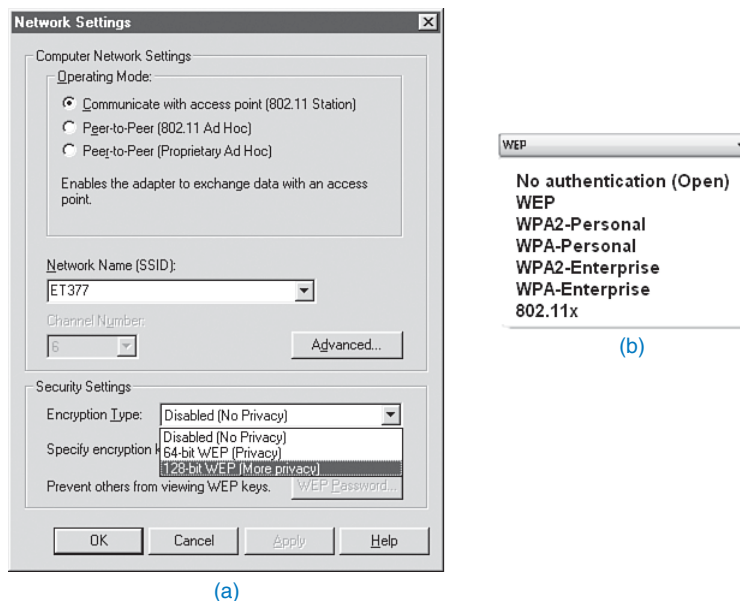 Network Settings
Computer Network Settings
Operating Mode:
Communicate with access point (802.11 Station)
Peer-to-Peer (802.11 Ad Hoc)
Peer-to-Peer (Proprietary Ad Hoc)
Enables the adapter to exchange data with an access
point.
Network Name (SSID):
ET377
Channel Number:
6
Advanced...
Security Settings
Encryption Type:
Disabled (No Privacy)
Disabled (No Privacy)
Specify encryption
64-bit WEP (Privacy)
128-bit WEP (More privacy)
Prevent others from viewing WEP keys.
WEP Password...
OK
Cancel
Apply
Help
(a)
WEP
No authentication (Open)
WEP
WPA2-Personal
WPA-Personal
WPA2-Enterprise
WPA-Enterprise
802.11x
(b)